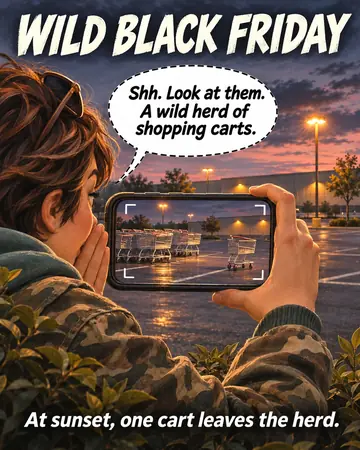 WILD BLACK FRIDAY
Shh. Look at them.
A wild herd of
shopping carts.
At sunset, one cart leaves the herd.